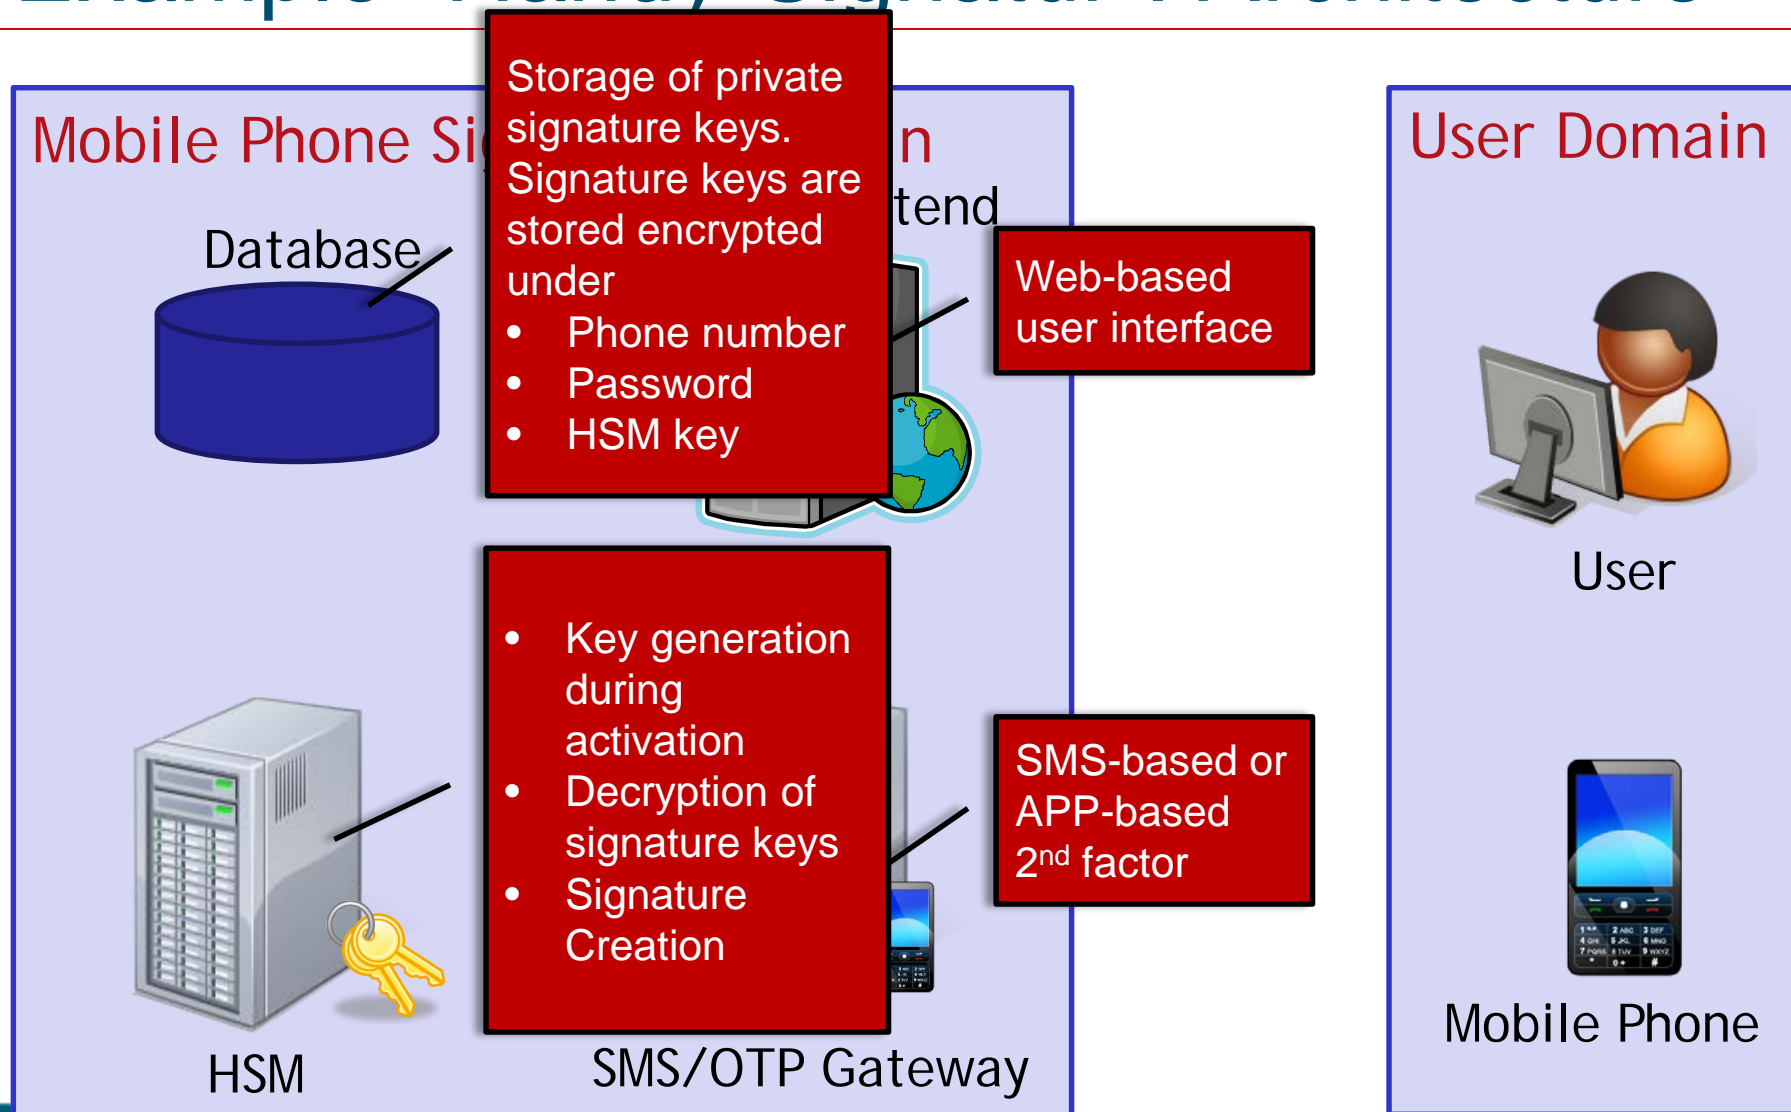 Mobile Phone
User Domain
Storage of private
signature keys.
Signature keys are
stored encrypted
under
• Phone number
• Password
• HSM key
Database
Web-based
user interface
User
• Key generation
during
activation
• Decryption of
signature keys
• Signature
Creation
SMS-based or
APP-based
2nd factor
HSM
SMS/OTP Gateway
Mobile Phone